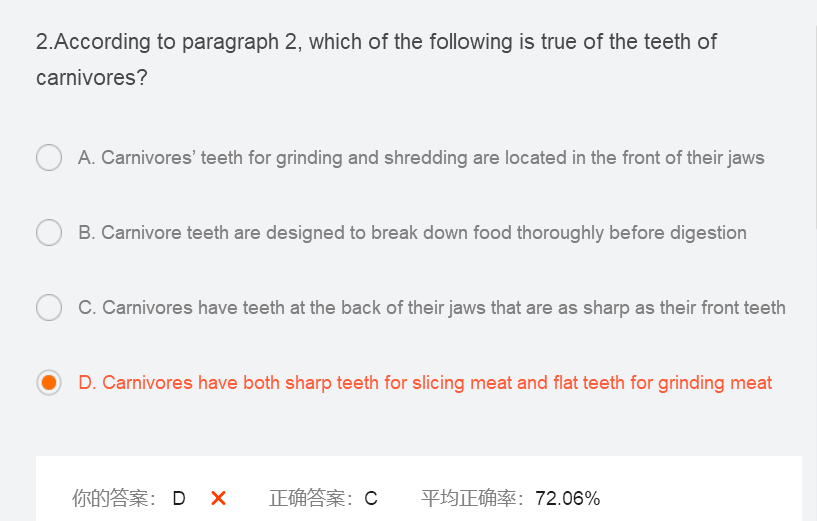 2.According to paragraph 2, which of the following is true of the teeth of
carnivores?
A. Carnivores’ teeth for grinding and shredding are located in the front of their jaws
B. Carnivore teeth are designed to break down food thoroughly before digestion
C. Carnivores have teeth at the back of their jaws that are as sharp as their front teeth
D. Carnivores have both sharp teeth for slicing meat and flat teeth for grinding meat
你的答案： D ✕ 正确答案：C 平均正确率：72.06%